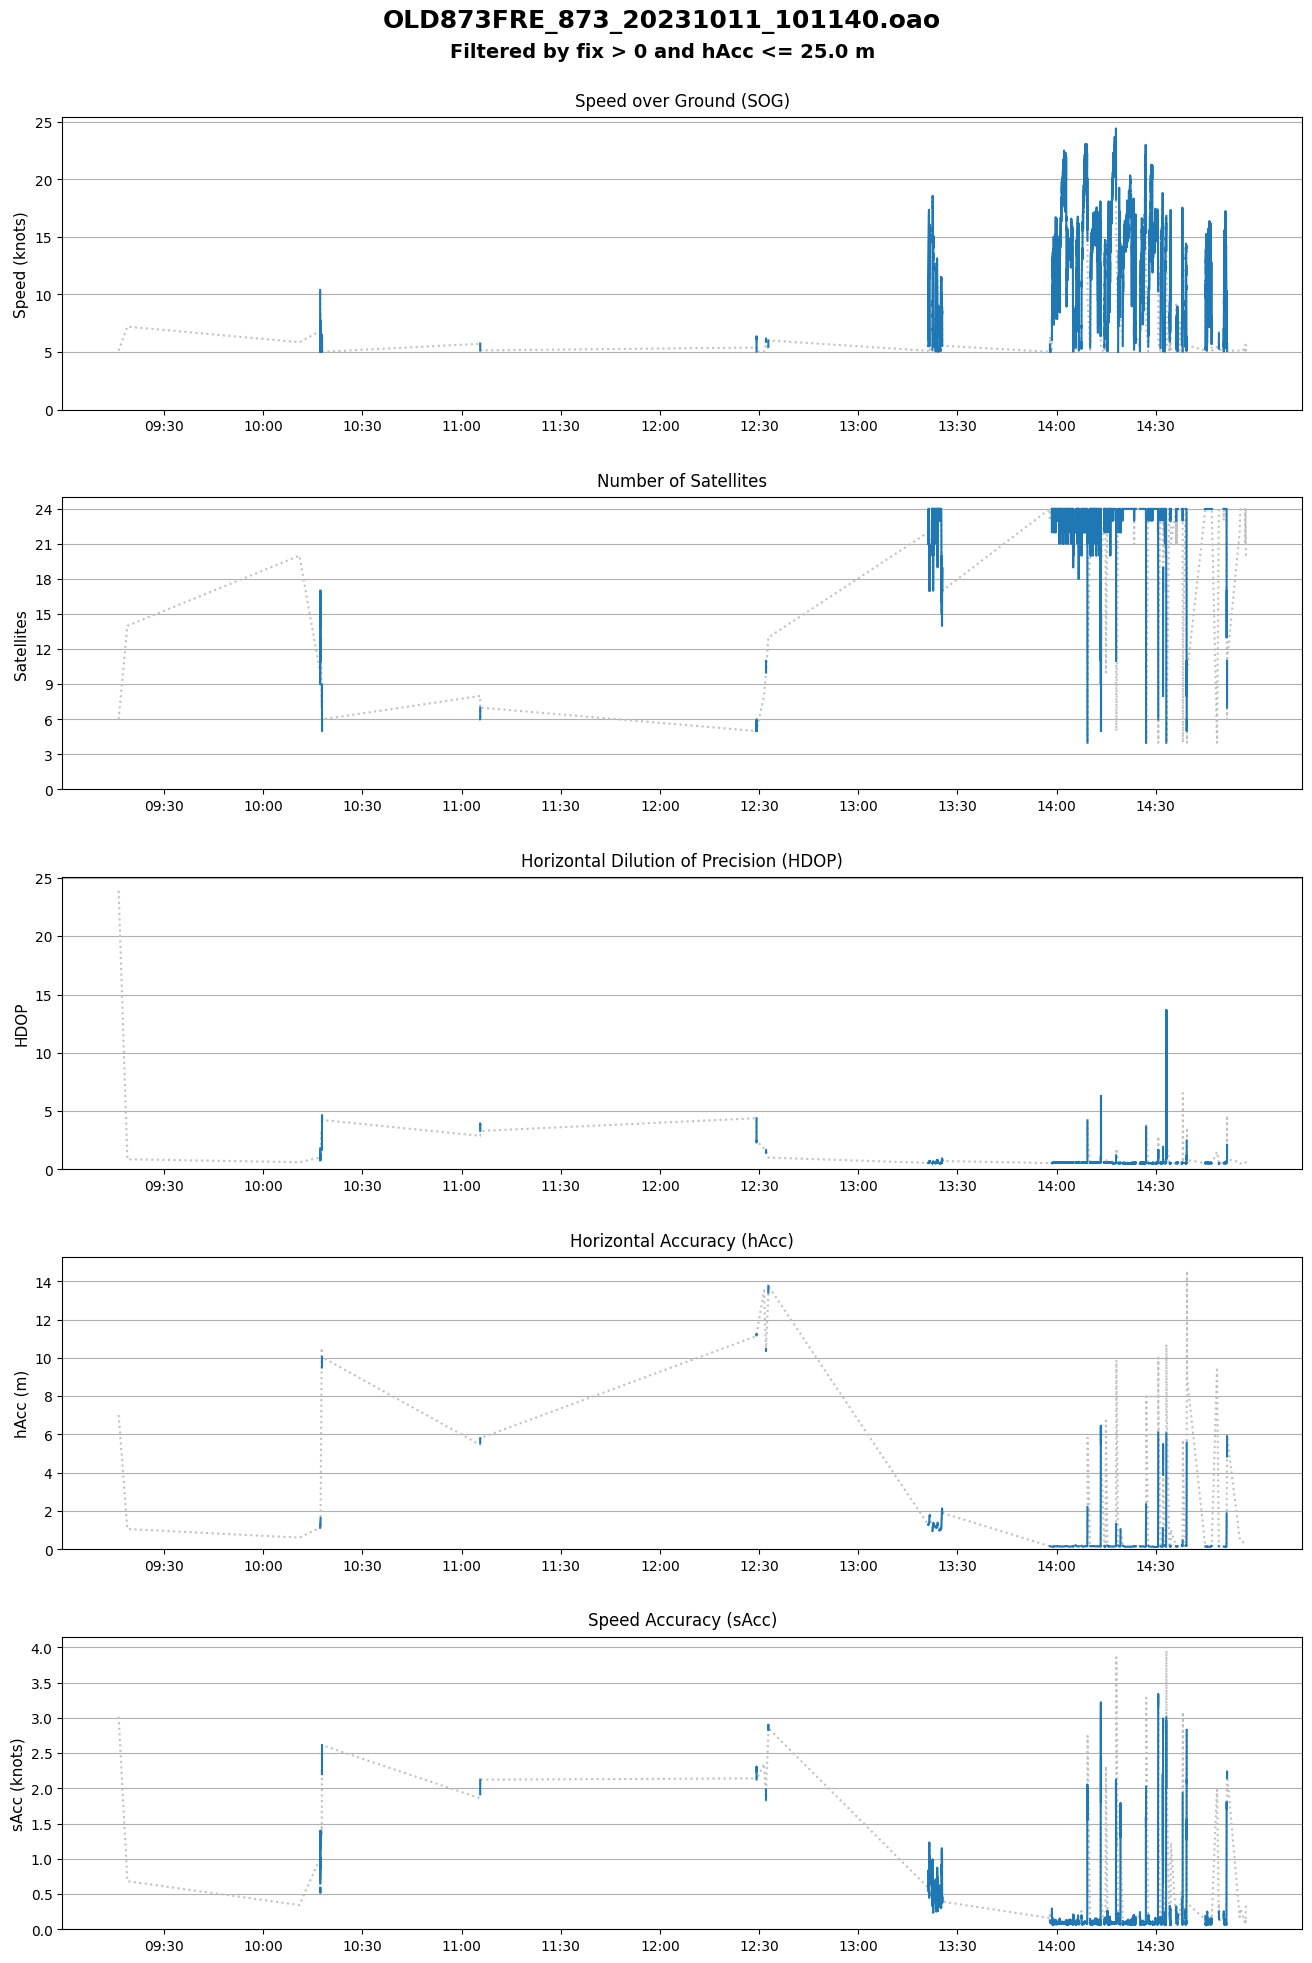 OLD873FRE_873_20231011_101140.oao
Filtered by fix > 0 and hAcc <= 25.0 m
Speed over Ground (SOG)
Speed (knots)
25
20
15
10
5
0
09:30 10:00 10:30 11:00 11:30 12:00 12:30 13:00 13:30 14:00 14:30
Number of Satellites
Satellites
24
21
18
15
12
9
6
3
0
09:30 10:00 10:30 11:00 11:30 12:00 12:30 13:00 13:30 14:00 14:30
Horizontal Dilution of Precision (HDOP)
HDOP
25
20
15
10
5
0
09:30 10:00 10:30 11:00 11:30 12:00 12:30 13:00 13:30 14:00 14:30
Horizontal Accuracy (hAcc)
hAcc (m)
14
12
10
8
6
4
2
0
09:30 10:00 10:30 11:00 11:30 12:00 12:30 13:00 13:30 14:00 14:30
Speed Accuracy (sAcc)
sAcc (knots)
4.0
3.5
3.0
2.5
2.0
1.5
1.0
0.5
0.0
09:30 10:00 10:30 11:00 11:30 12:00 12:30 13:00 13:30 14:00 14:30